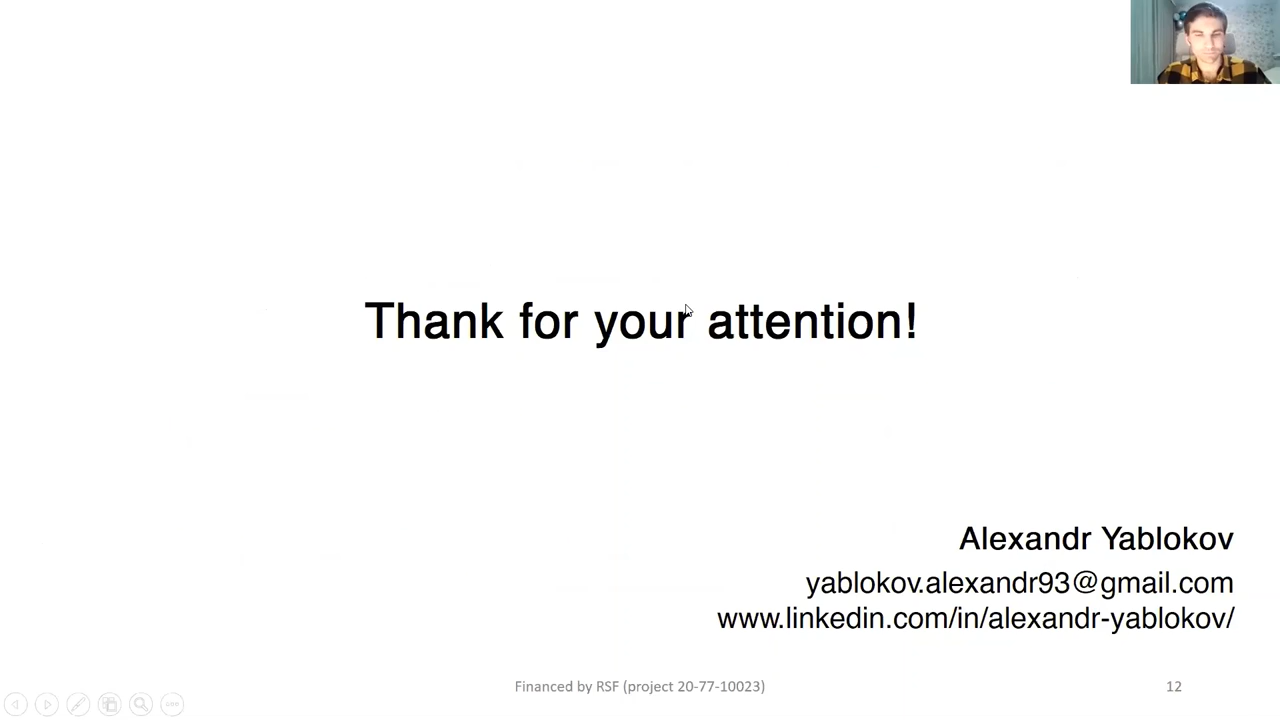 Thank for your attention!
Alexandr Yablokov
yablokov.alexandr93@gmail.com
www.linkedin.com/in/alexandr-yablokov/
Financed by RSF (project 20-77-10023)
12